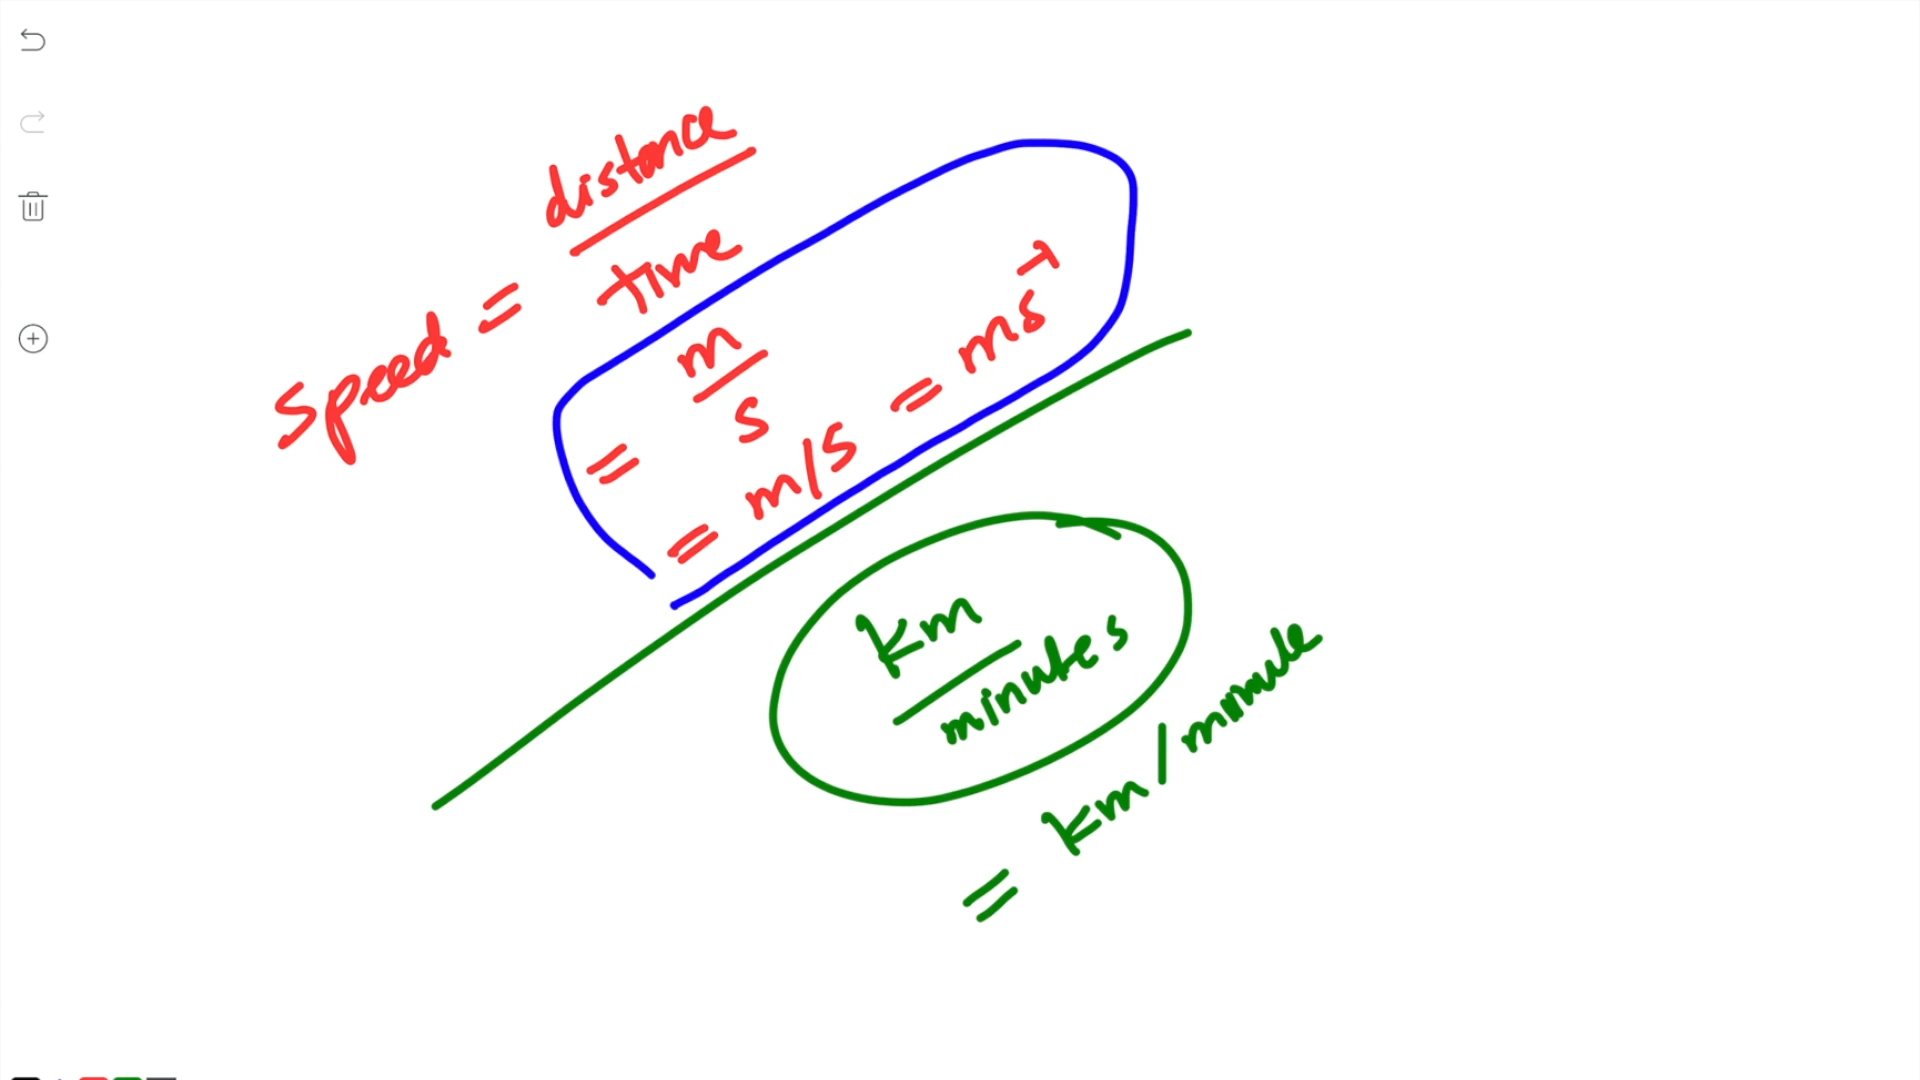 speed = distance / time
= m / s
= m/s = ms⁻¹
km / minutes
= km/minute